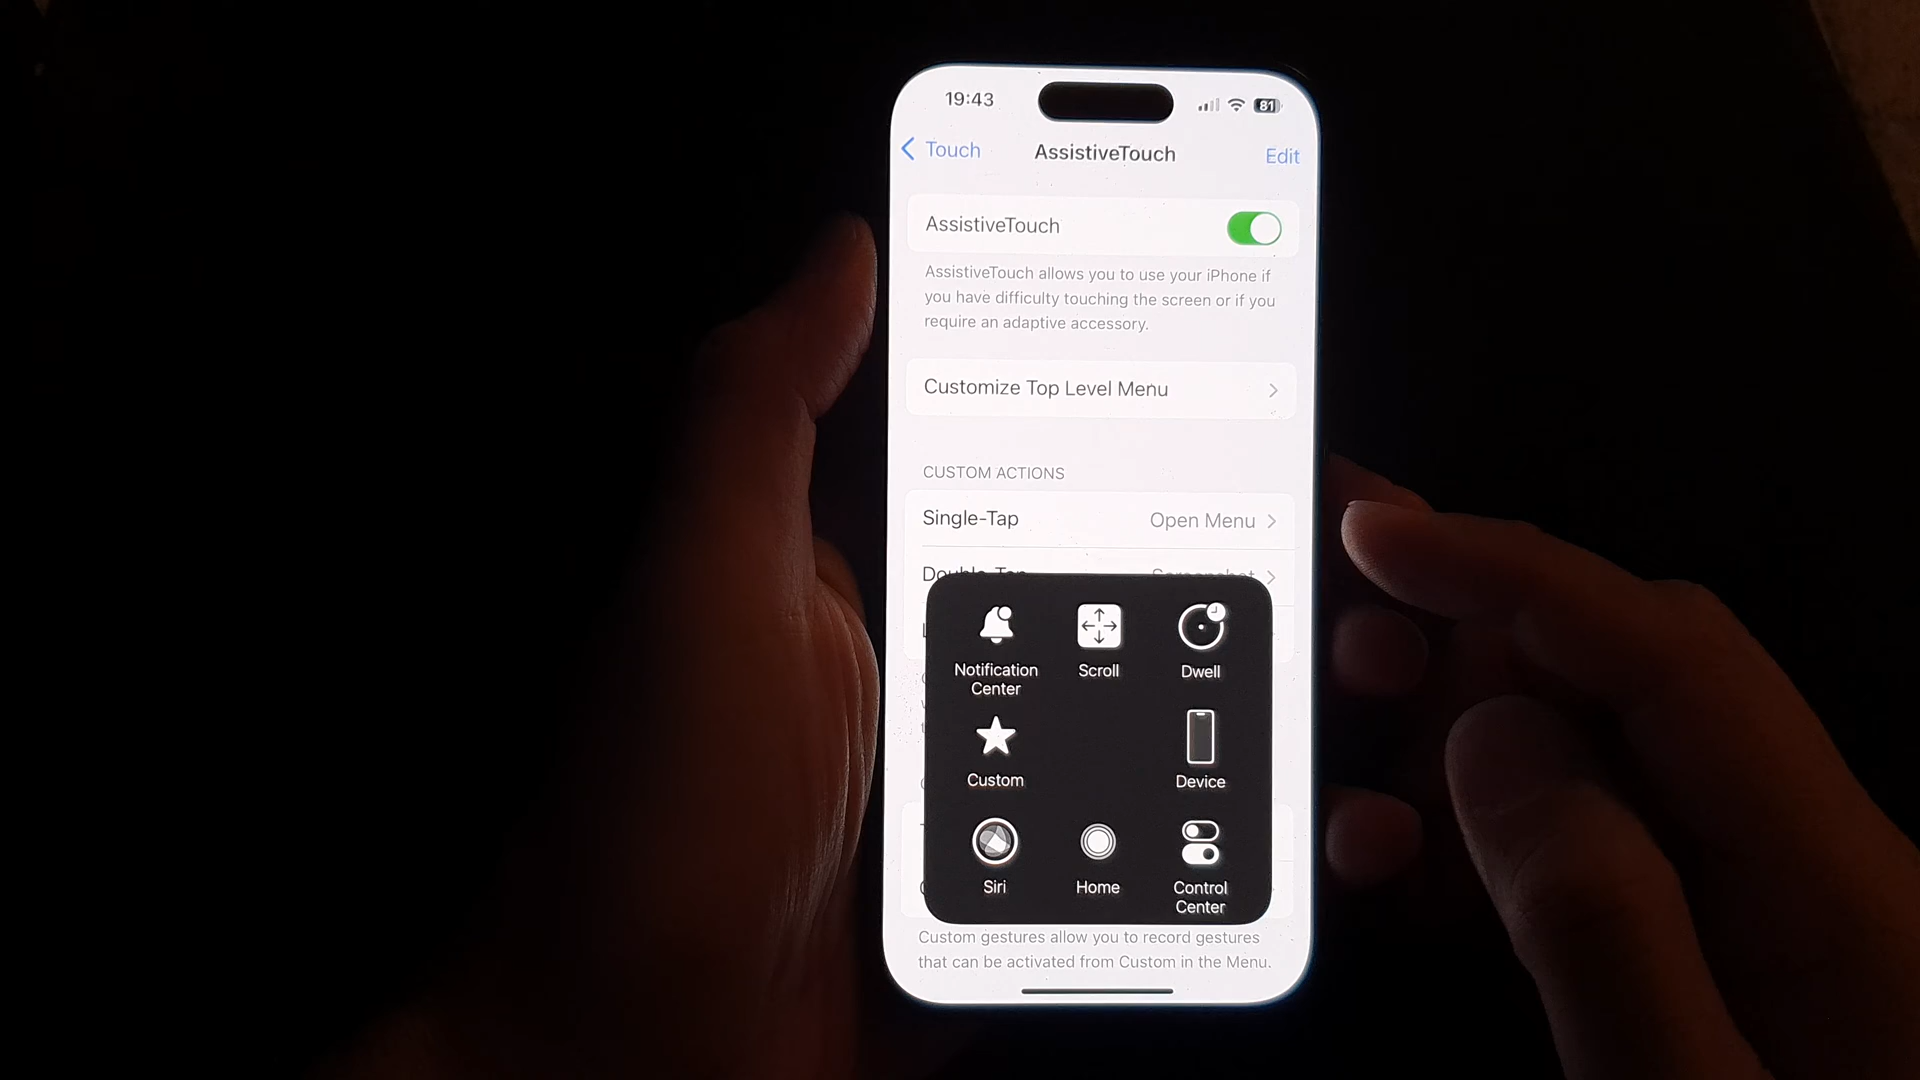 19:43
81
Touch
AssistiveTouch
Edit
AssistiveTouch
AssistiveTouch allows you to use your iPhone if
you have difficulty touching the screen or if you
require an adaptive accessory.
Customize Top Level Menu
CUSTOM ACTIONS
Single-Tap
Open Menu
Double-Tap
Screenshot
Notification
Center
Scroll
Dwell
Custom
Device
Siri
Home
Control
Center
Custom gestures allow you to record gestures
that can be activated from Custom in the Menu.